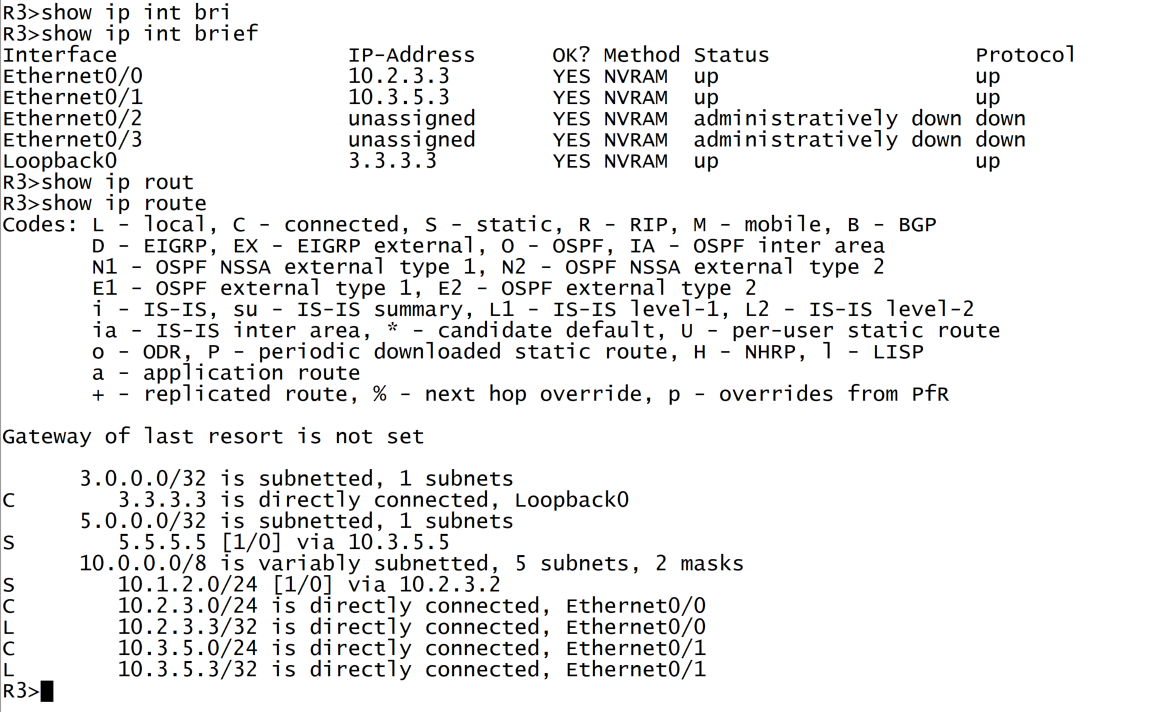 R3>show ip int bri
R3>show ip int brief
Interface                  IP-Address      OK? Method Status                Protocol
Ethernet0/0                10.2.3.3        YES NVRAM  up                    up
Ethernet0/1                10.3.5.3        YES NVRAM  up                    up
Ethernet0/2                unassigned      YES NVRAM  administratively down down
Ethernet0/3                unassigned      YES NVRAM  administratively down down
Loopback0                  3.3.3.3         YES NVRAM  up                    up
R3>show ip rout
R3>show ip route
Codes: L - local, C - connected, S - static, R - RIP, M - mobile, B - BGP
       D - EIGRP, EX - EIGRP external, O - OSPF, IA - OSPF inter area
       N1 - OSPF NSSA external type 1, N2 - OSPF NSSA external type 2
       E1 - OSPF external type 1, E2 - OSPF external type 2
       i - IS-IS, su - IS-IS summary, L1 - IS-IS level-1, L2 - IS-IS level-2
       ia - IS-IS inter area, * - candidate default, U - per-user static route
       o - ODR, P - periodic downloaded static route, H - NHRP, l - LISP
       a - application route
       + - replicated route, % - next hop override, p - overrides from PfR

Gateway of last resort is not set

      3.0.0.0/32 is subnetted, 1 subnets
C        3.3.3.3 is directly connected, Loopback0
      5.0.0.0/32 is subnetted, 1 subnets
S        5.5.5.5 [1/0] via 10.3.5.5
      10.0.0.0/8 is variably subnetted, 5 subnets, 2 masks
S        10.1.2.0/24 [1/0] via 10.2.3.2
C        10.2.3.0/24 is directly connected, Ethernet0/0
L        10.2.3.3/32 is directly connected, Ethernet0/0
C        10.3.5.0/24 is directly connected, Ethernet0/1
L        10.3.5.3/32 is directly connected, Ethernet0/1
R3>